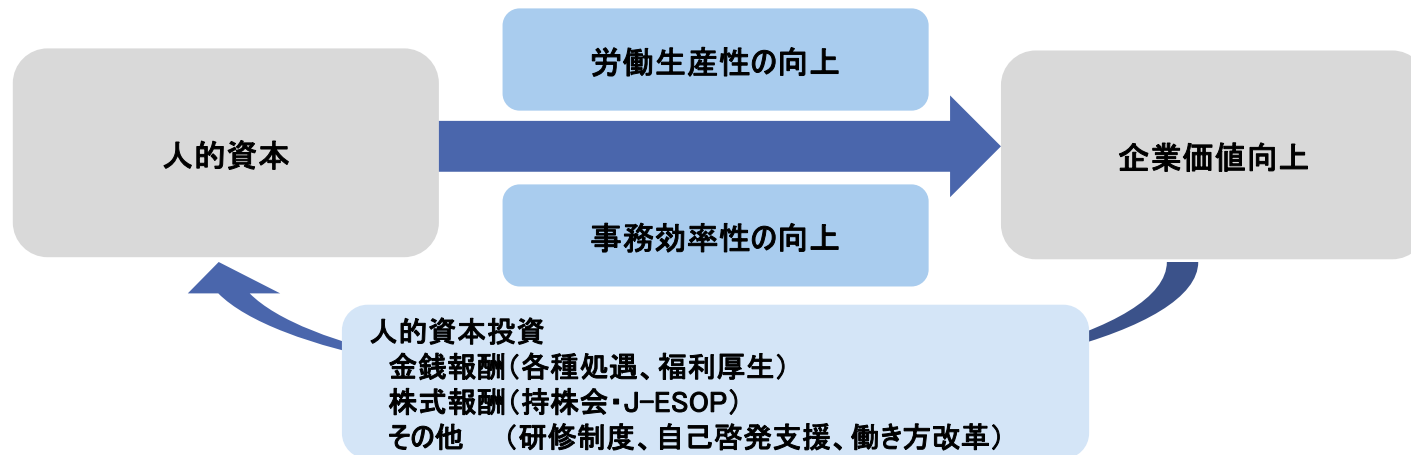 労働生産性の向上
人的資本
企業価値向上
事務効率性の向上
人的資本投資
金銭報酬(各種処遇、福利厚生)
株式報酬(持株会・J-ESOP)
その他　(研修制度、自己啓発支援、働き方改革)